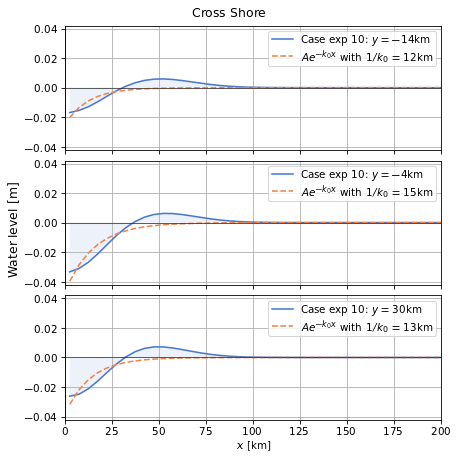 Cross Shore
0.04
0.02
0.00
−0.02
−0.04
Case exp 10: y = −14km
Ae^{−k₀x} with 1/k₀ = 12km
Water level [m]
0.04
0.02
0.00
−0.02
−0.04
Case exp 10: y = −4km
Ae^{−k₀x} with 1/k₀ = 15km
0.04
0.02
0.00
−0.02
−0.04
Case exp 10: y = 30km
Ae^{−k₀x} with 1/k₀ = 13km
0 25 50 75 100 125 150 175 200
x [km]